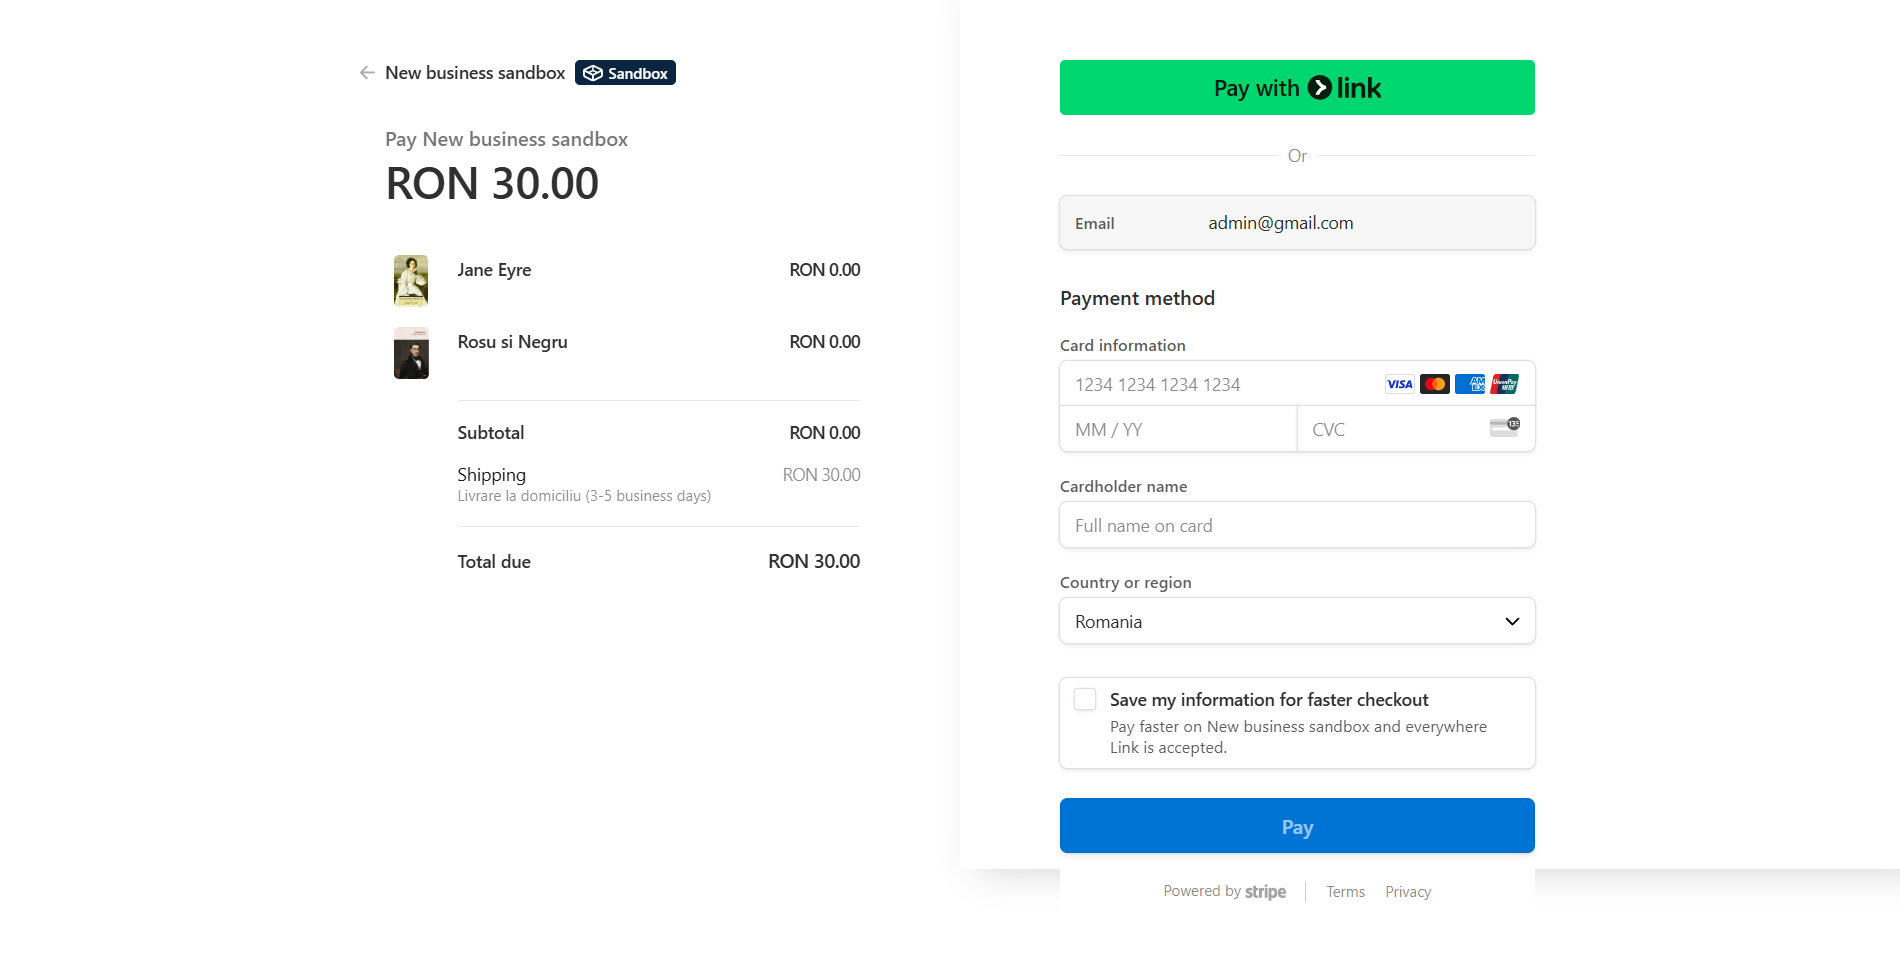 New business sandbox
Sandbox
Pay New business sandbox
RON 30.00
Jane Eyre
RON 0.00
Rosu si Negru
RON 0.00
Subtotal
RON 0.00
Shipping
RON 30.00
Livrare la domiciliu (3-5 business days)
Total due
RON 30.00
Pay with link
Or
Email
admin@gmail.com
Payment method
Card information
1234 1234 1234 1234
VISA
AM
EX
UnionPay
MM / YY
CVC
135
Cardholder name
Full name on card
Country or region
Romania
Save my information for faster checkout
Pay faster on New business sandbox and everywhere
Link is accepted.
Pay
Powered by stripe
Terms
Privacy